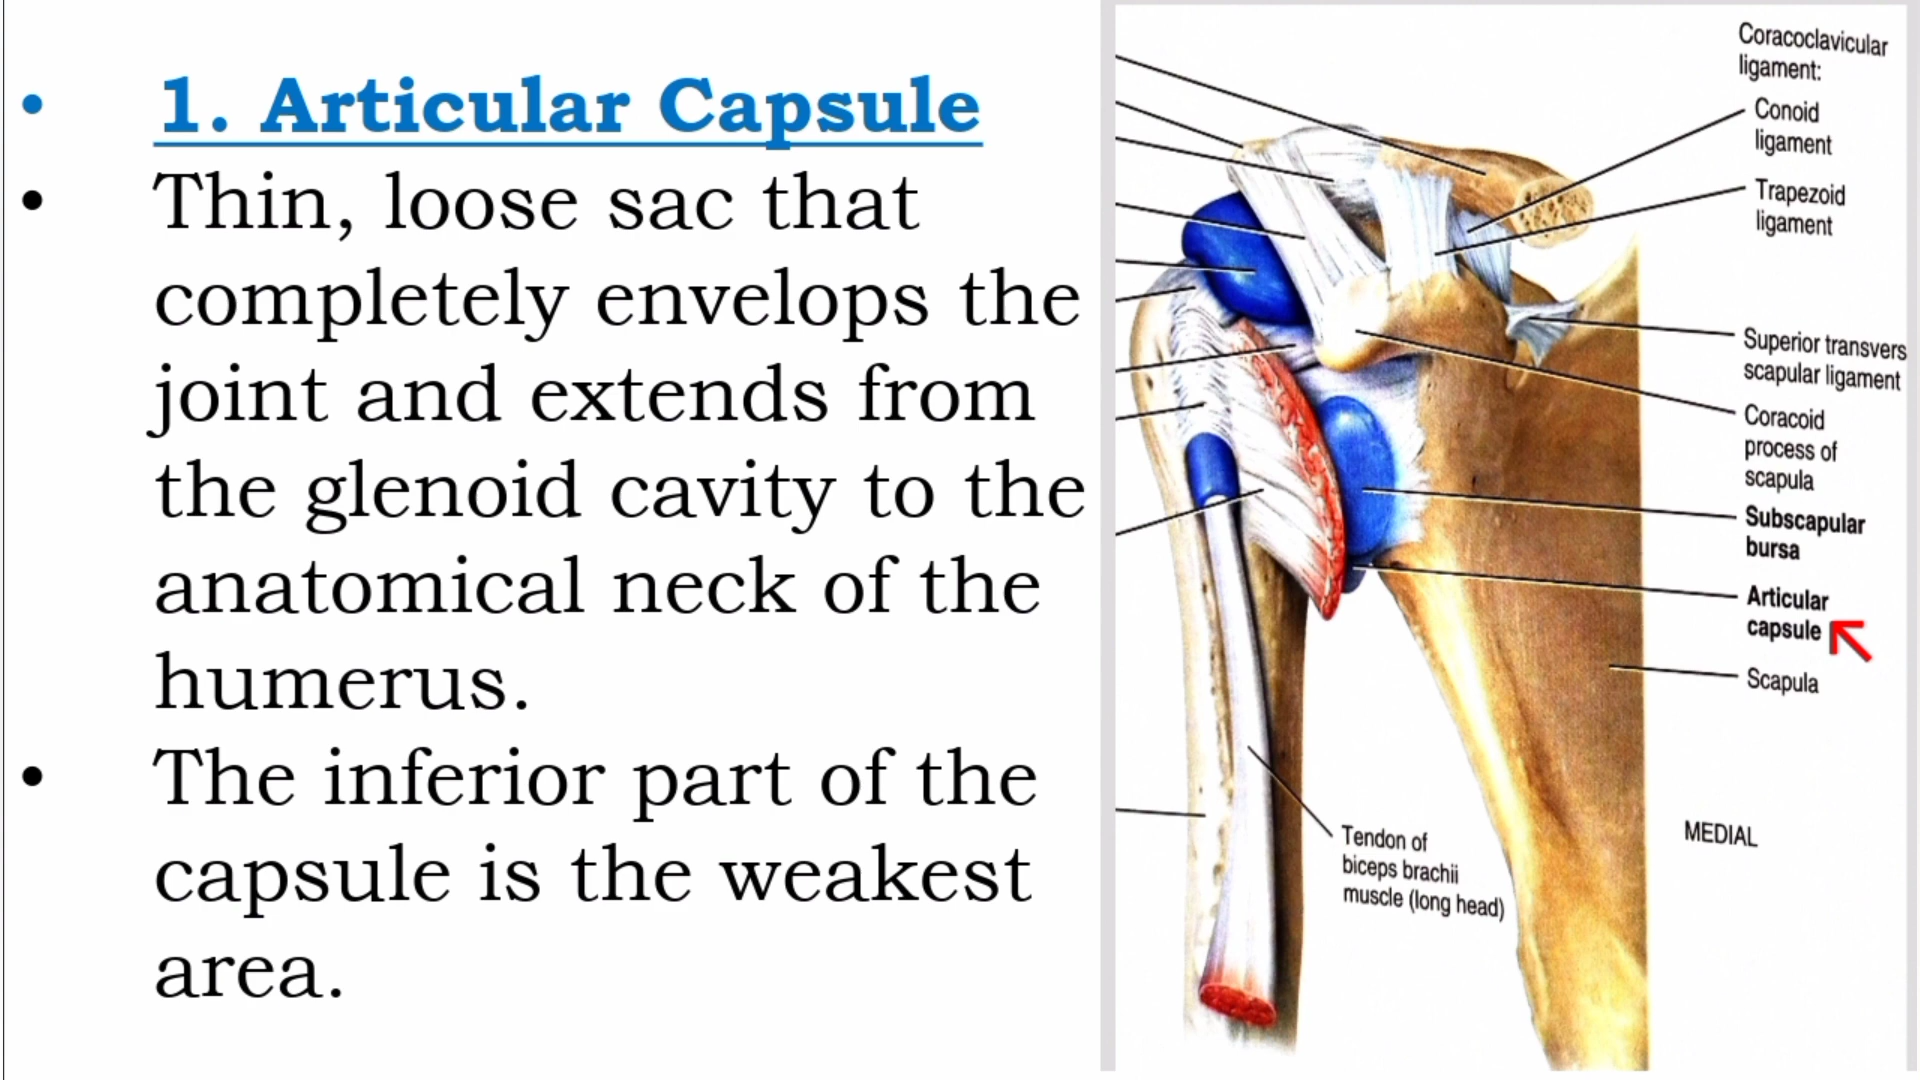 • 1. Articular Capsule
• Thin, loose sac that
completely envelops the
joint and extends from
the glenoid cavity to the
anatomical neck of the
humerus.
• The inferior part of the
capsule is the weakest
area.
Coracoclavicular
ligament:
Conoid
ligament
Trapezoid
ligament
Superior transvers
scapular ligament
Coracoid
process of
scapula
Subscapular
bursa
Articular
capsule
Scapula
MEDIAL
Tendon of
biceps brachii
muscle (long head)